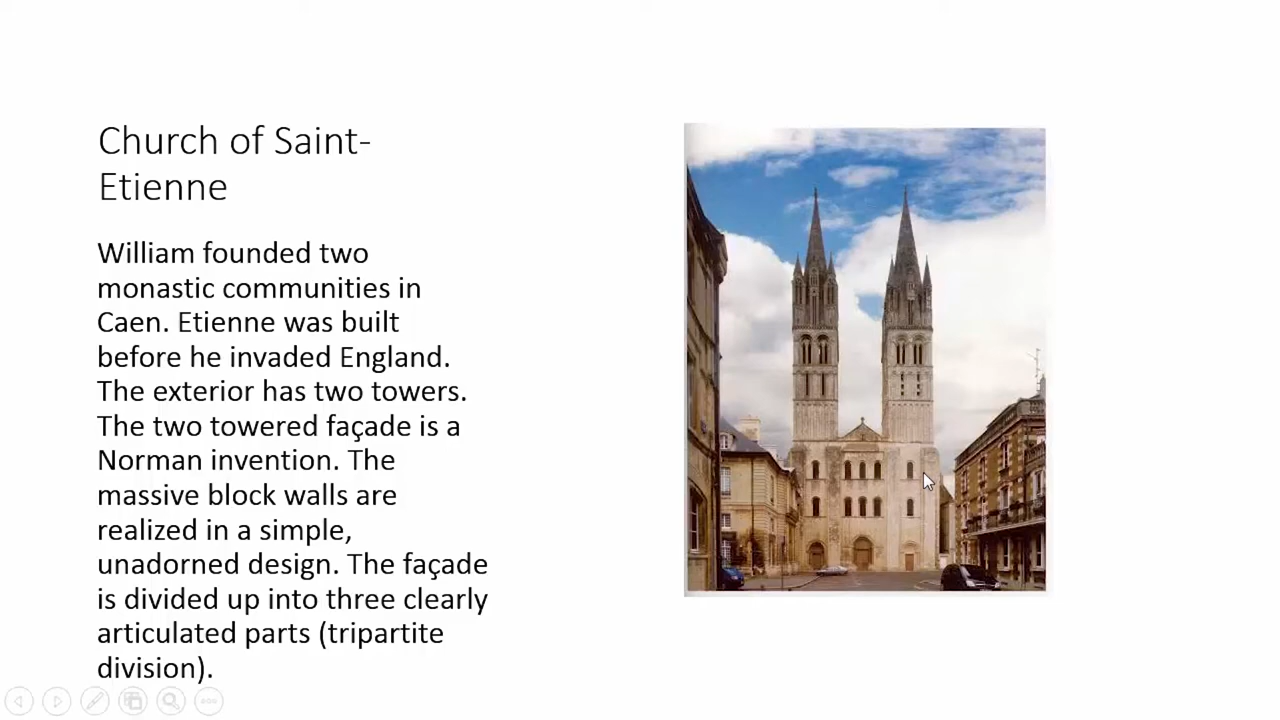 Church of Saint-
Etienne
William founded two
monastic communities in
Caen. Etienne was built
before he invaded England.
The exterior has two towers.
The two towered façade is a
Norman invention. The
massive block walls are
realized in a simple,
unadorned design. The façade
is divided up into three clearly
articulated parts (tripartite
division).